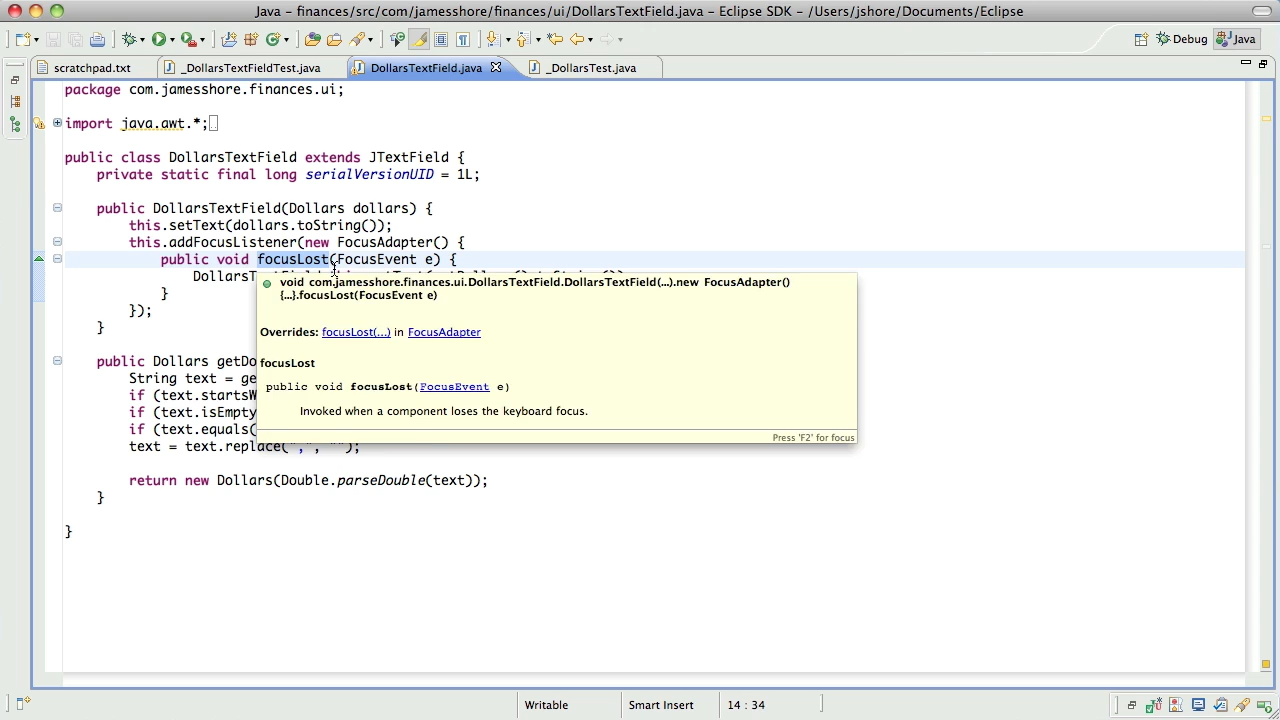 Java – finances/src/com/jamesshore/finances/ui/DollarsTextField.java – Eclipse SDK – /Users/jshore/Documents/Eclipse
Debug Java
scratchpad.txt _DollarsTextFieldTest.java DollarsTextField.java _DollarsTest.java
package com.jamesshore.finances.ui;
import java.awt.*;
public class DollarsTextField extends JTextField {
private static final long serialVersionUID = 1L;
public DollarsTextField(Dollars dollars) {
this.setText(dollars.toString());
this.addFocusListener(new FocusAdapter() {
public void focusLost(FocusEvent e) {
DollarsT
void com.jamesshore.finances.ui.DollarsTextField.DollarsTextField(...).new FocusAdapter()
{...}.focusLost(FocusEvent e)
}
});
}
Overrides: focusLost(...) in FocusAdapter
focusLost
public void focusLost(FocusEvent e)
Invoked when a component loses the keyboard focus.
Press 'F2' for focus
public Dollars getDo
String text = ge
if (text.startsW
if (text.isEmpty
if (text.equals(
text = text.replace(",", "");
return new Dollars(Double.parseDouble(text));
}
}
Writable Smart Insert 14 : 34